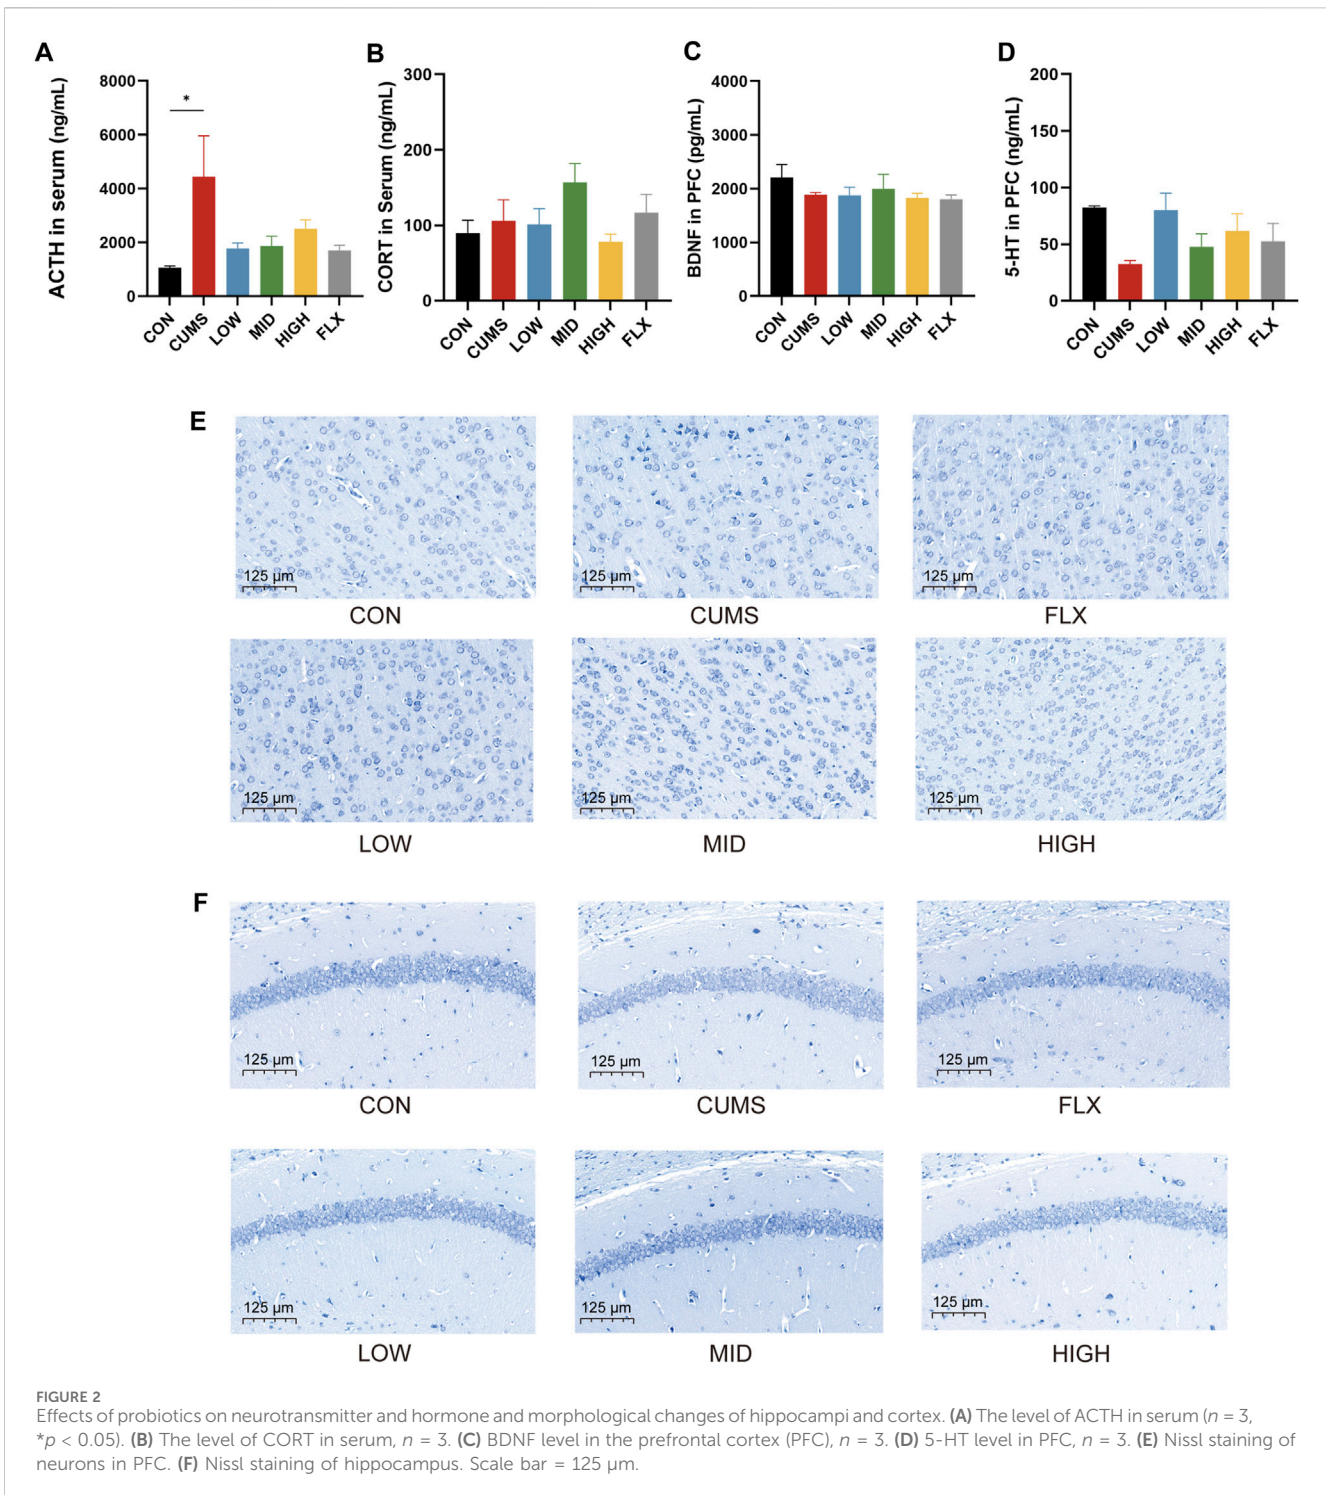 A
ACTH in serum (ng/mL)
8000
6000
4000
2000
0
*
CON
CUMS
LOW
MID
HIGH
FLX
B
CORT in Serum (ng/mL)
300
200
100
0
CON
CUMS
LOW
MID
HIGH
FLX
C
BDNF in PFC (pg/mL)
4000
3000
2000
1000
0
CON
CUMS
LOW
MID
HIGH
FLX
D
5-HT in PFC (ng/mL)
200
150
100
50
0
CON
CUMS
LOW
MID
HIGH
FLX
E
125 µm
125 µm
125 µm
CON
CUMS
FLX
125 µm
125 µm
125 µm
LOW
MID
HIGH
F
125 µm
125 µm
125 µm
CON
CUMS
FLX
125 µm
125 µm
125 µm
LOW
MID
HIGH
FIGURE 2
Effects of probiotics on neurotransmitter and hormone and morphological changes of hippocampi and cortex. (A) The level of ACTH in serum (n = 3,
*p < 0.05). (B) The level of CORT in serum, n = 3. (C) BDNF level in the prefrontal cortex (PFC), n = 3. (D) 5-HT level in PFC, n = 3. (E) Nissl staining of
neurons in PFC. (F) Nissl staining of hippocampus. Scale bar = 125 µm.